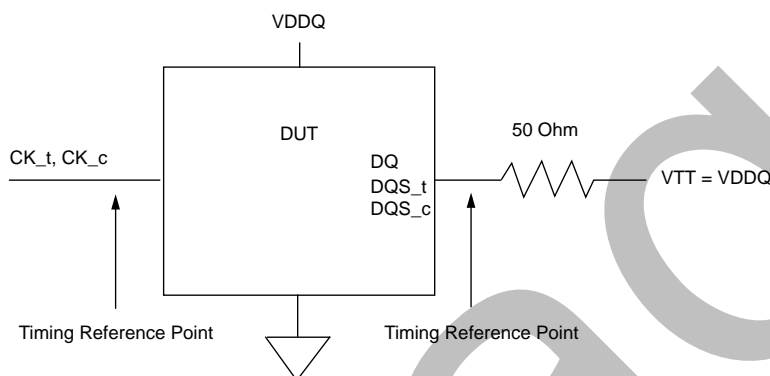 VDDQ
50 Ohm
DUT
CK_t, CK_c
DQ
VTT = VDDQ
DQS_t
DQS_c
Timing Reference Point
Timing Reference Point